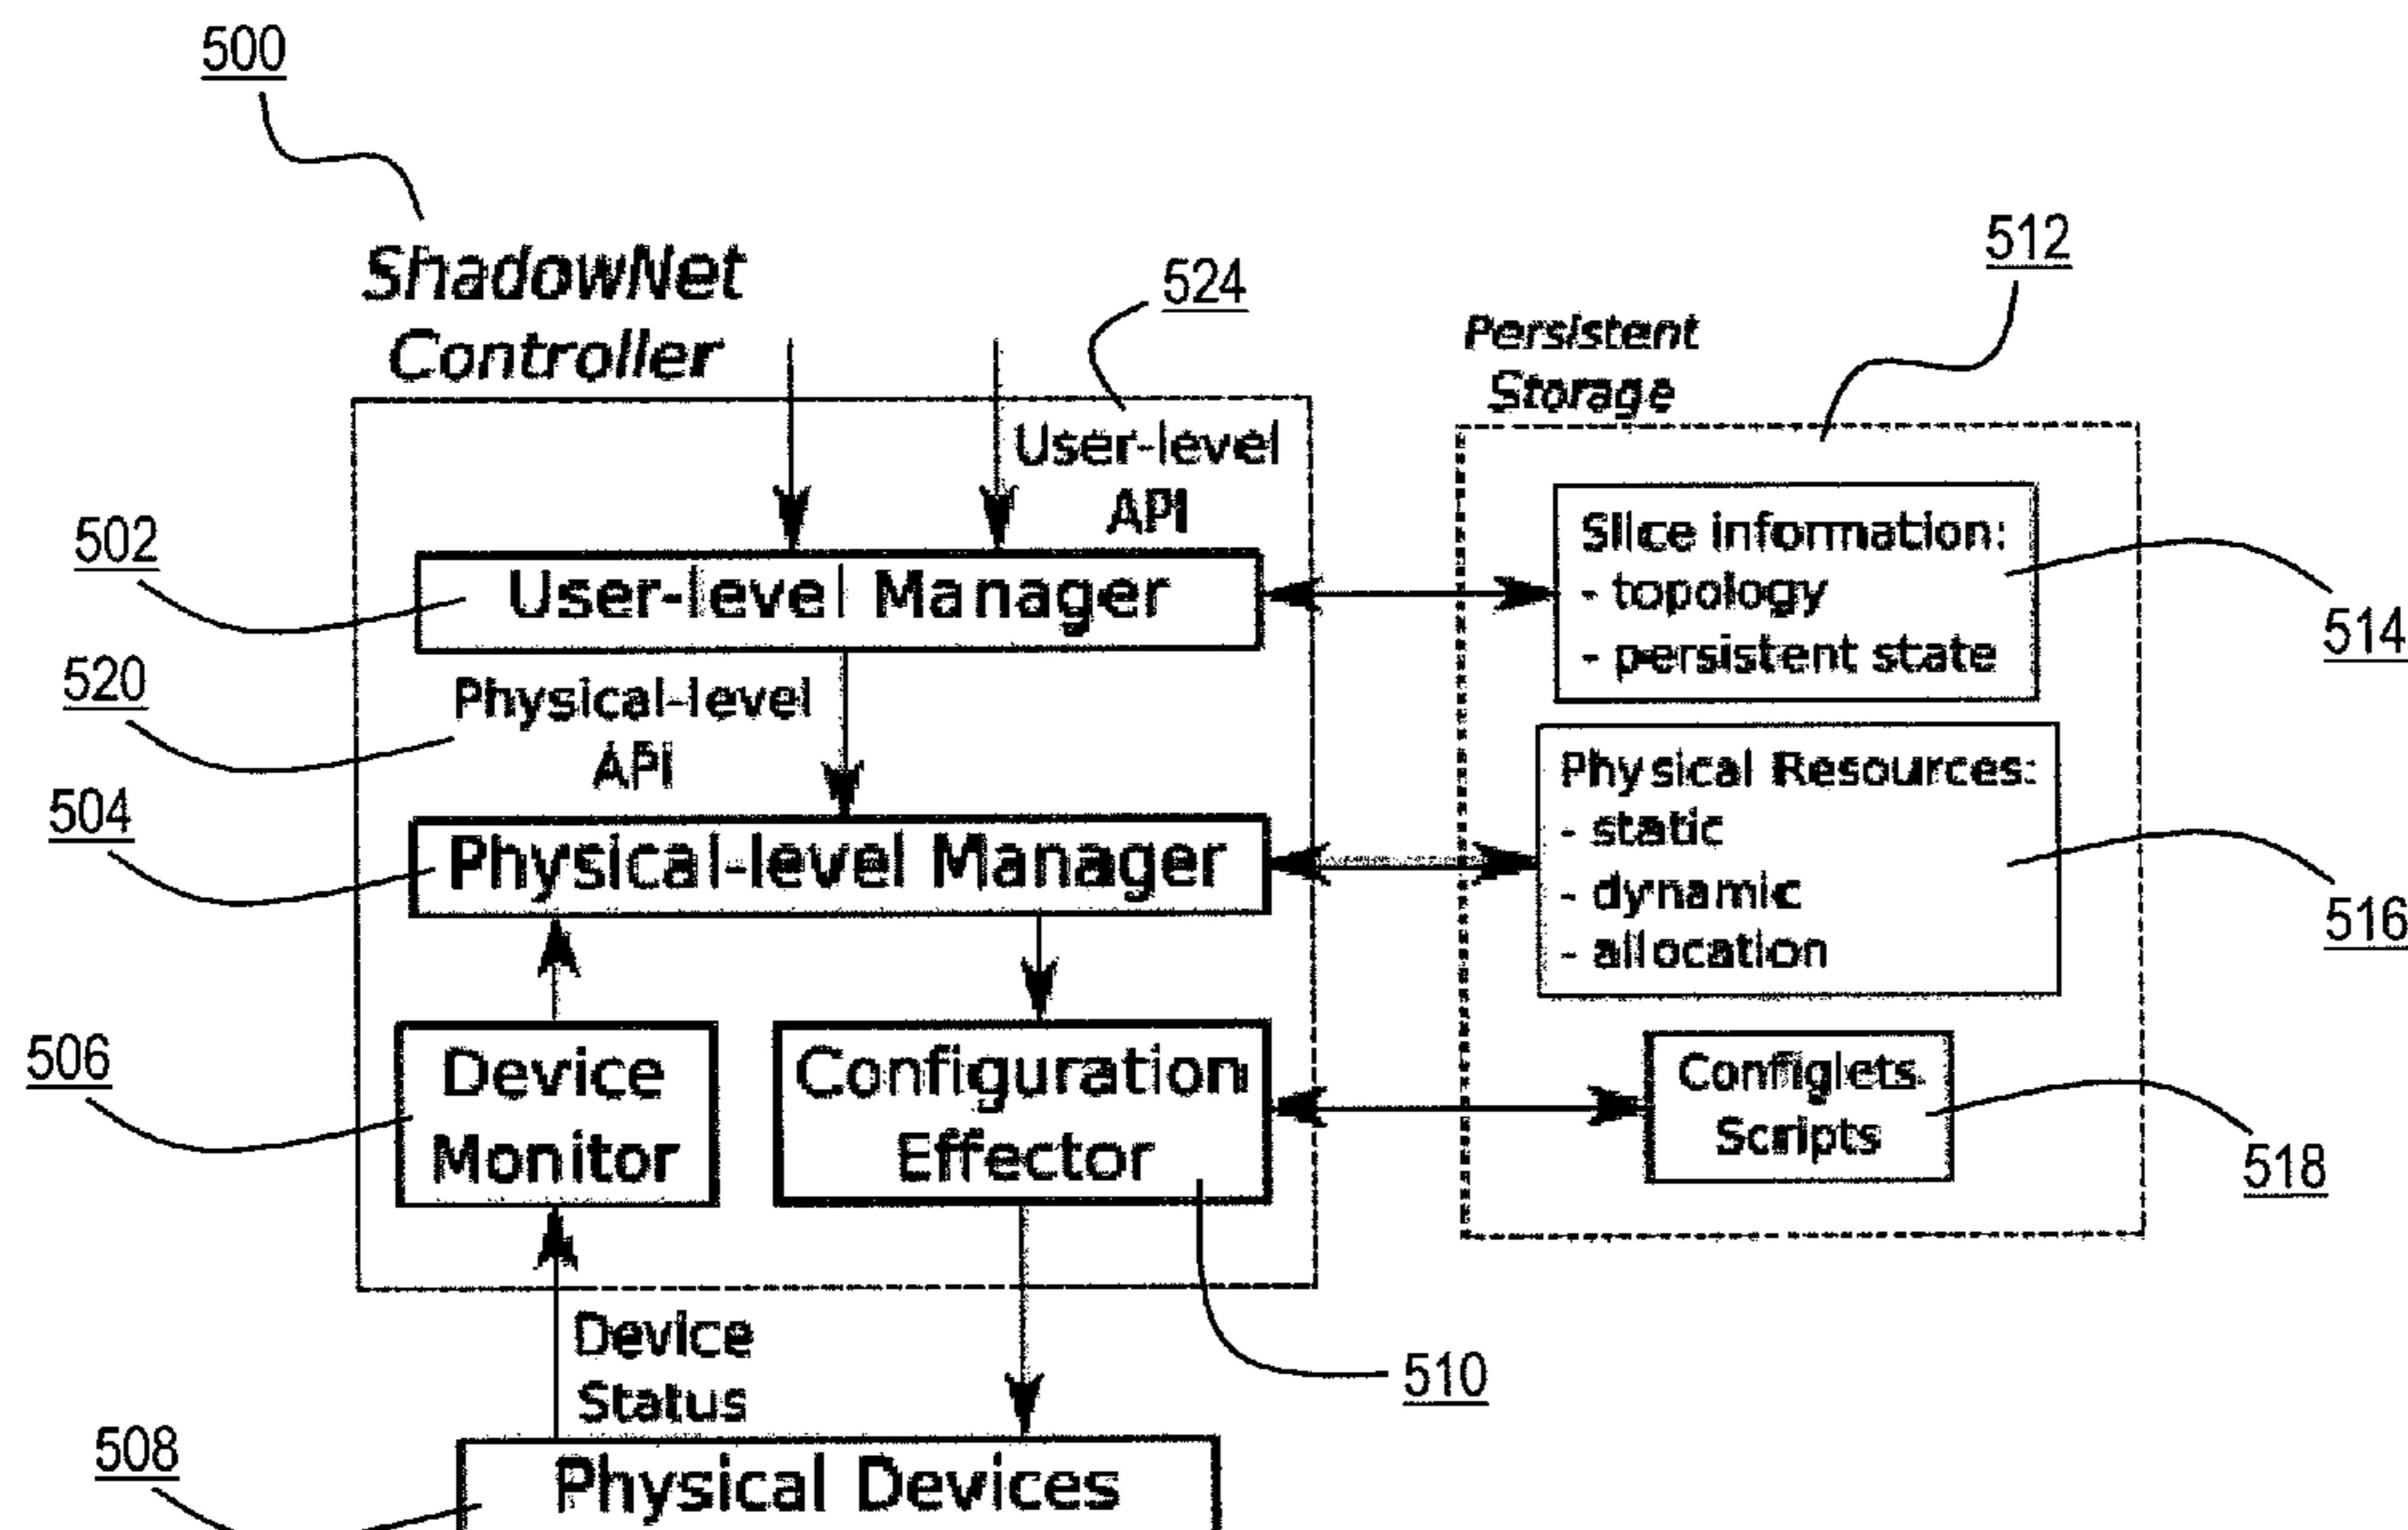 500
ShadowNet
Controller
524
512
Persistent
Storage
User-level
API
502
User-level Manager
Slice information:
- topology
- persistent state
514
520
Physical-level
API
504
Physical-level Manager
Physical Resources:
- static
- dynamic
- allocation
516
506
Device
Monitor
Configuration
Effector
Configlets
Scripts
518
Device
Status
510
508
Physical Devices